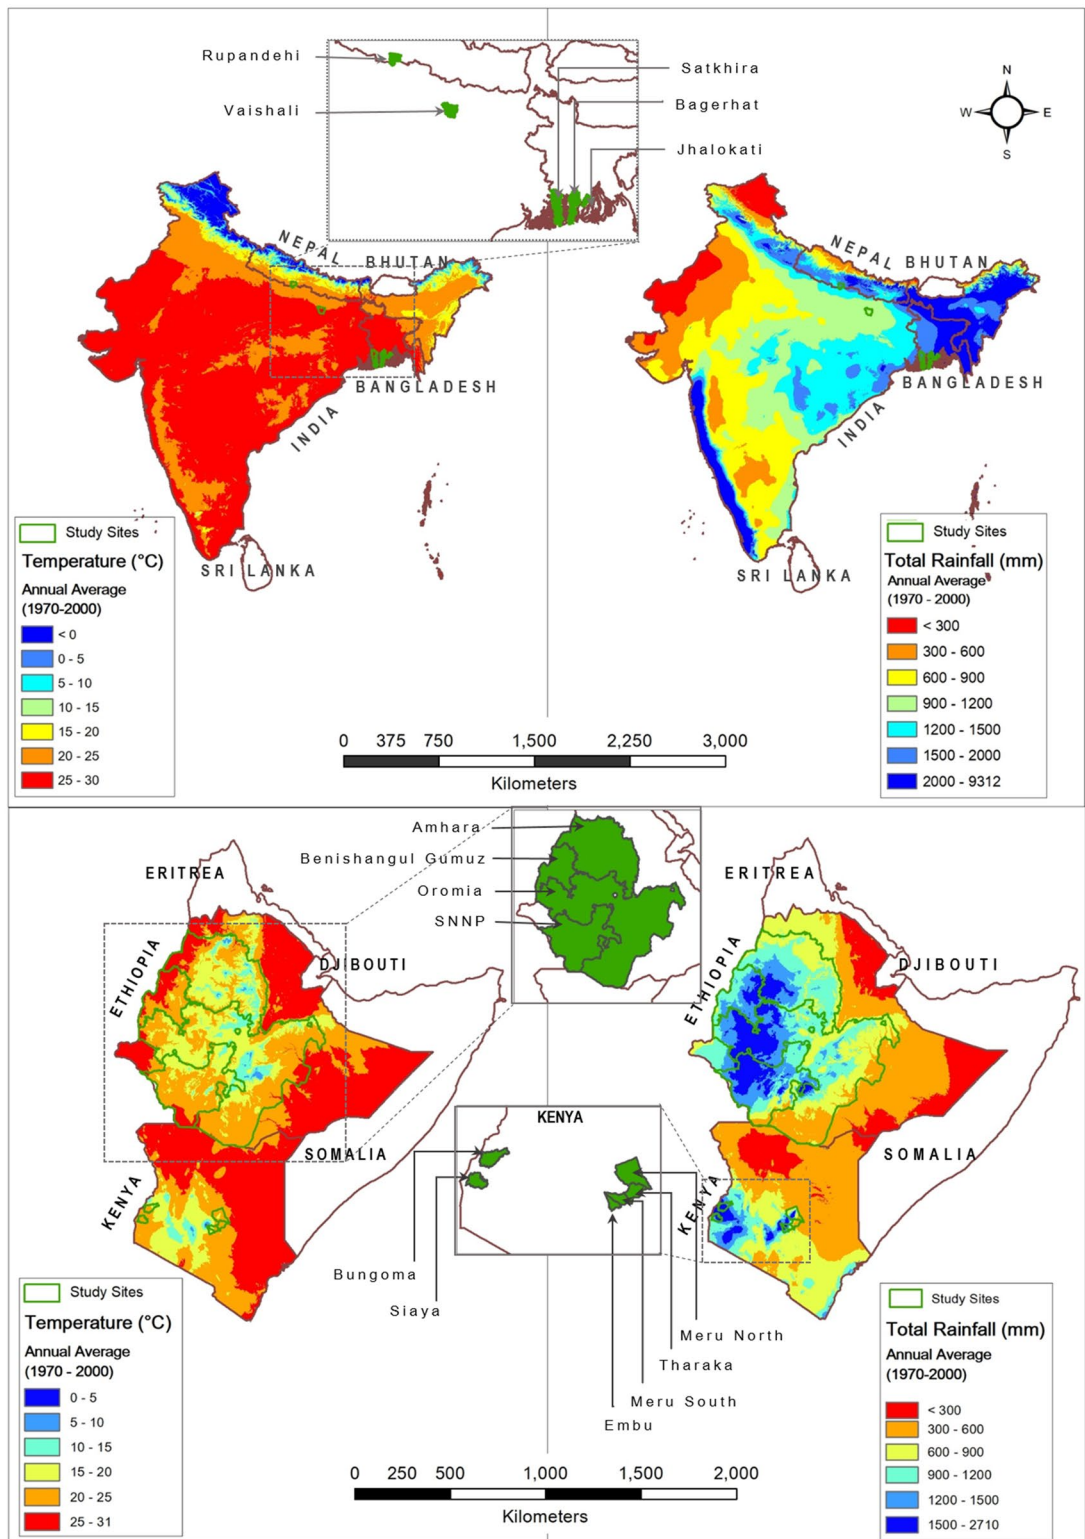 Rupandehi
Vaishali
Satkhira
Bagerhat
Jhalokati
N
W
E
S
NEPAL
BHUTAN
BANGLADESH
INDIA
SRI LANKA
NEPAL
BHUTAN
BANGLADESH
INDIA
SRI LANKA
Study Sites
Temperature (°C)
Annual Average
(1970-2000)
< 0
0 - 5
5 - 10
10 - 15
15 - 20
20 - 25
25 - 30
Study Sites
Total Rainfall (mm)
Annual Average
(1970 - 2000)
< 300
300 - 600
600 - 900
900 - 1200
1200 - 1500
1500 - 2000
2000 - 9312
0 375 750 1,500 2,250 3,000
Kilometers
Amhara
Benishangul Gumuz
Oromia
SNNP
ERITREA
ETHIOPIA
DJIBOUTI
SOMALIA
KENYA
ERITREA
ETHIOPIA
DJIBOUTI
SOMALIA
KENYA
KENYA
Bungoma
Siaya
Meru North
Tharaka
Meru South
Embu
Study Sites
Temperature (°C)
Annual Average
(1970 - 2000)
0 - 5
5 - 10
10 - 15
15 - 20
20 - 25
25 - 31
Study Sites
Total Rainfall (mm)
Annual Average
(1970-2000)
< 300
300 - 600
600 - 900
900 - 1200
1200 - 1500
1500 - 2710
0 250 500 1,000 1,500 2,000
Kilometers